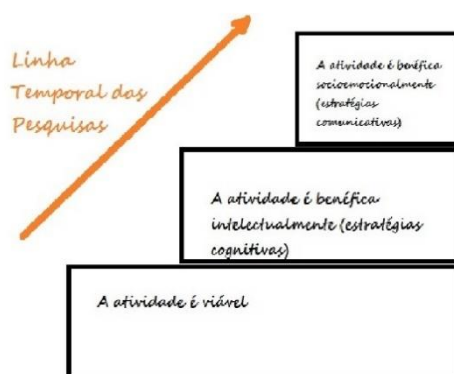 Linha
Temporal das
Pesquisas
A atividade é benéfica
socioemocionalmente
(estratégias
comunicativas)
A atividade é benéfica
intelectualmente (estratégias
cognitivas)
A atividade é viável